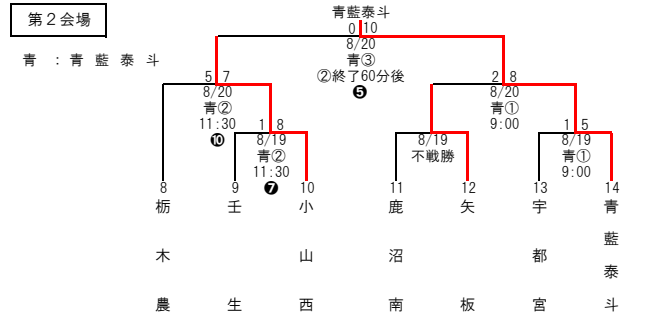 第２会場
青藍泰斗
0 10
8/20
青③
②終了60分後
❺
青 ：青 藍 泰 斗
5 7
8/20
青②
11:30
❿
2 8
8/20
青①
9:00
1 8
8/19
青②
11:30
❼
8/19
不戦勝
1 5
8/19
青①
9:00
8 9 10 11 12 13 14
栃木農
壬生
小山西
鹿沼南
矢板
宇都宮
青藍泰斗